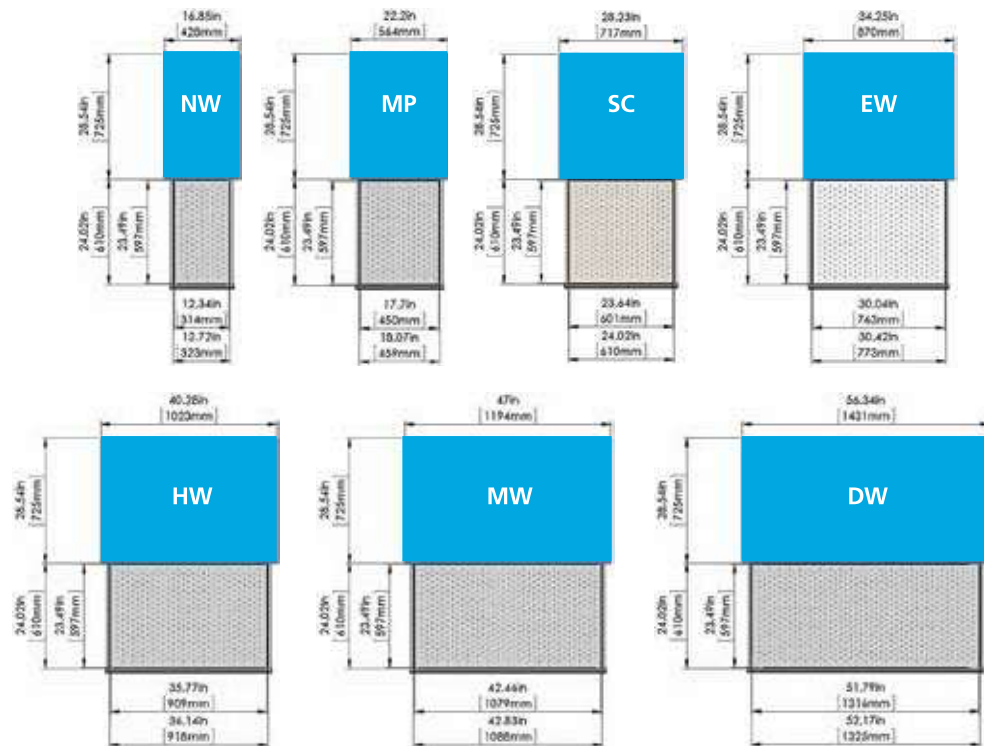 16.85in
[428mm]
22.2in
[564mm]
28.23in
[717mm]
34.25in
[870mm]
NW
MP
SC
EW
28.54in
[725mm]
28.54in
[725mm]
28.54in
[725mm]
28.54in
[725mm]
24.02in
[610mm]
23.49in
[597mm]
24.02in
[610mm]
23.49in
[597mm]
24.02in
[610mm]
23.49in
[597mm]
24.02in
[610mm]
23.49in
[597mm]
12.34in
[314mm]
12.72in
[323mm]
17.7in
[450mm]
18.07in
[459mm]
23.64in
[601mm]
24.02in
[610mm]
30.04in
[763mm]
30.42in
[773mm]
40.28in
[1023mm]
47in
[1194mm]
56.34in
[1431mm]
HW
MW
DW
28.54in
[725mm]
28.54in
[725mm]
28.54in
[725mm]
24.02in
[610mm]
23.49in
[597mm]
24.02in
[610mm]
23.49in
[597mm]
24.02in
[610mm]
23.49in
[597mm]
35.77in
[909mm]
36.14in
[918mm]
42.46in
[1079mm]
42.83in
[1088mm]
51.79in
[1316mm]
52.17in
[1325mm]